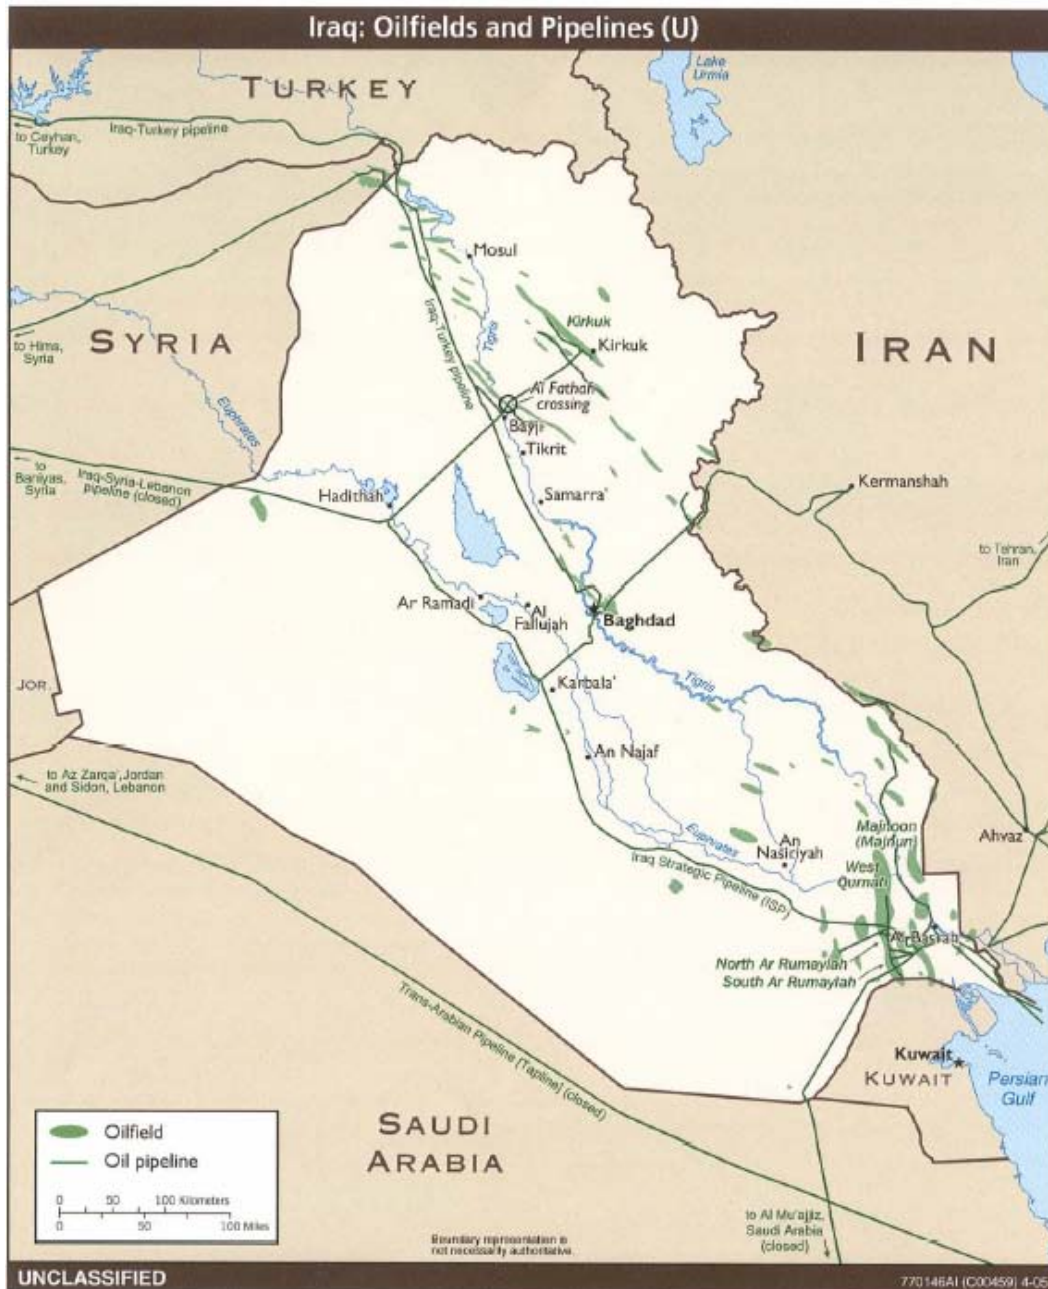 Iraq: Oilfields and Pipelines (U)
Lake
Urmia
TURKEY
Iraq-Turkey pipeline
to Ceyhan,
Turkey
Mosul
SYRIA
to Hims,
Syria
Iraq-Turkey pipeline
Tigris
Kirkuk
Kirkuk
IRAN
Al Fathah
crossing
Bayji
Euphrates
Tikrit
to
Baniyas,
Syria
Iraq-Syria-Lebanon
pipeline (closed)
Hadithah
Samarra'
Kermanshah
to Tehran,
Iran
Ar Ramadi
Al
Fallujah
Baghdad
JOR.
Karbala'
Tigris
An Najaf
to Az Zarqa', Jordan
and Sidon, Lebanon
Majnoon
(Majnun)
Ahvaz
Euphrates
An
Nasiriyah
West
Qurnah
Iraq Strategic Pipeline (ISP)
Al Basrah
North Ar Rumaylah
South Ar Rumaylah
Trans-Arabian Pipeline [Tapline] (closed)
Kuwait
KUWAIT
Persian
Gulf
SAUDI
ARABIA
Oilfield
Oil pipeline
0 50 100 Kilometers
0 50 100 Miles
to Al Mu'ajjiz,
Saudi Arabia
(closed)
Boundary representation is
not necessarily authoritative.
UNCLASSIFIED
770146AI (C00459) 4-05